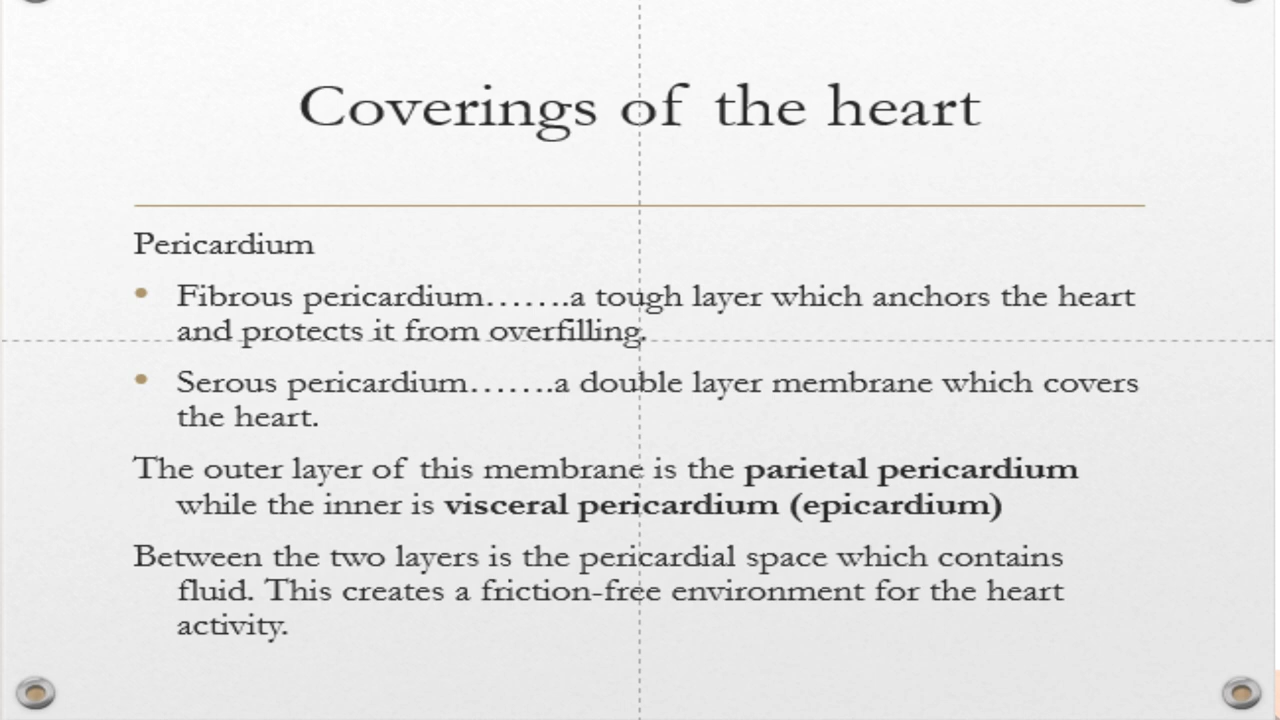 Coverings of the heart
Pericardium
• Fibrous pericardium…….a tough layer which anchors the heart
and protects it from overfilling.
• Serous pericardium…….a double layer membrane which covers
the heart.
The outer layer of this membrane is the parietal pericardium
while the inner is visceral pericardium (epicardium)
Between the two layers is the pericardial space which contains
fluid. This creates a friction-free environment for the heart
activity.